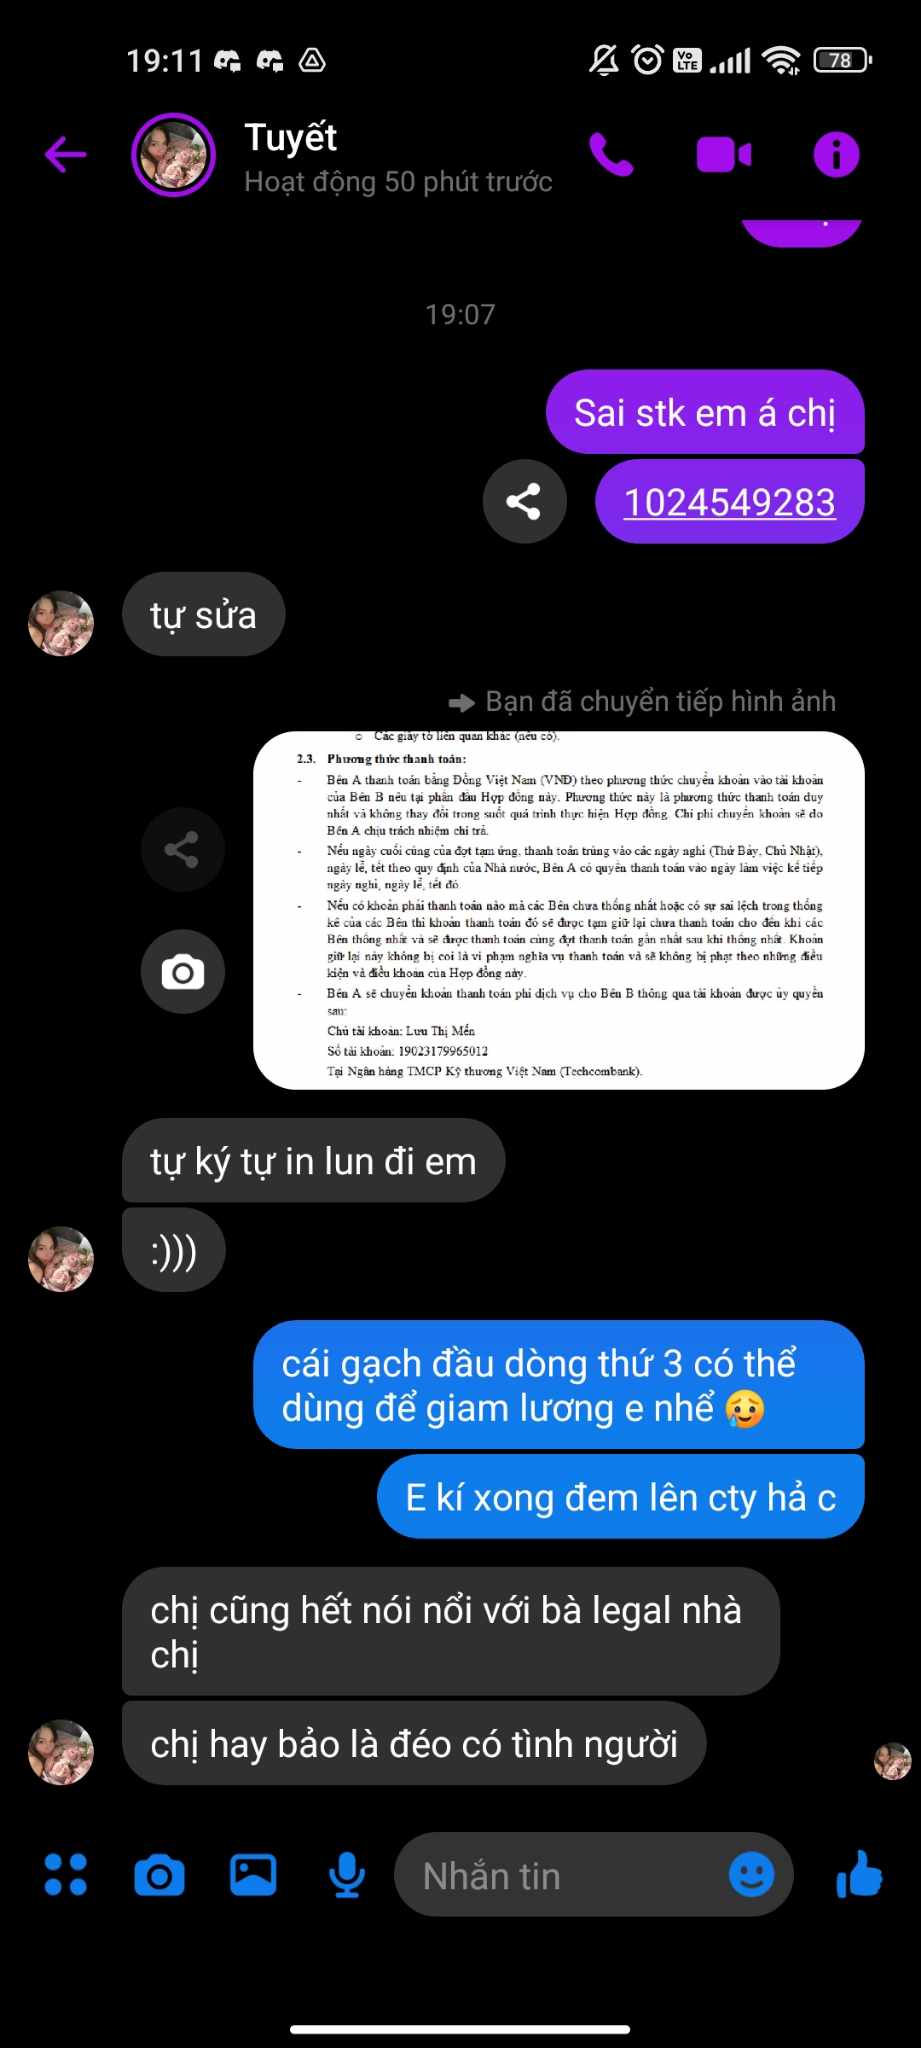 19:11
Vo LTE
78
Tuyết
Hoạt động 50 phút trước
19:07
Sai stk em á chị
1024549283
tự sửa
Bạn đã chuyển tiếp hình ảnh
o Các giấy tờ liên quan khác (nếu có).
2.3. Phương thức thanh toán:
- Bên A thanh toán bằng Đồng Việt Nam (VNĐ) theo phương thức chuyển khoản vào tài khoản
của Bên B nêu tại phần đầu Hợp đồng này. Phương thức này là phương thức thanh toán duy
nhất và không thay đổi trong suốt quá trình thực hiện Hợp đồng. Chi phí chuyển khoản sẽ do
Bên A chịu trách nhiệm chi trả.
- Nếu ngày cuối cùng của đợt tạm ứng, thanh toán trùng vào các ngày nghỉ (Thứ Bảy, Chủ Nhật),
ngày lễ, tết theo quy định của Nhà nước, Bên A có quyền thanh toán vào ngày làm việc kế tiếp
ngày nghỉ, ngày lễ, tết đó.
- Nếu có khoản phải thanh toán nào mà các Bên chưa thống nhất hoặc có sự sai lệch trong thống
kê của các Bên thì khoản thanh toán đó sẽ được tạm giữ lại chưa thanh toán cho đến khi các
Bên thống nhất và sẽ được thanh toán cùng đợt thanh toán gần nhất sau khi thống nhất. Khoản
giữ lại này không bị coi là vi phạm nghĩa vụ thanh toán và sẽ không bị phạt theo những điều
kiện và điều khoản của Hợp đồng này.
- Bên A sẽ chuyển khoản thanh toán phí dịch vụ cho Bên B thông qua tài khoản được ủy quyền
sau:
Chủ tài khoản: Lưu Thị Mến
Số tài khoản: 19023179965012
Tại Ngân hàng TMCP Kỹ thương Việt Nam (Techcombank).
tự ký tự in lun đi em
:)))
cái gạch đầu dòng thứ 3 có thể
dùng để giam lương e nhể 🥲
E kí xong đem lên cty hả c
chị cũng hết nói nổi với bà legal nhà
chị
chị hay bảo là đéo có tình người
Nhắn tin